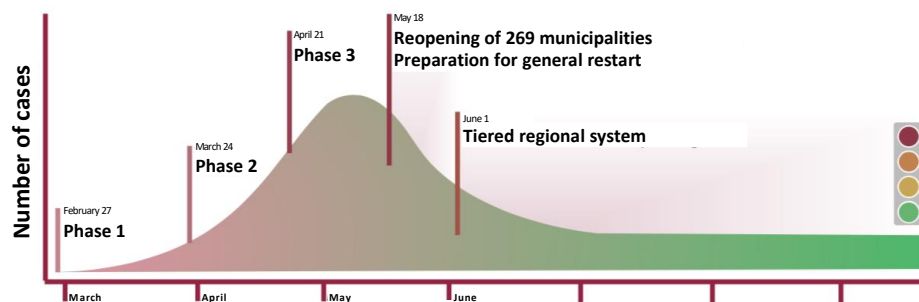 Number of cases
February 27
Phase 1
March 24
Phase 2
April 21
Phase 3
May 18
Reopening of 269 municipalities
Preparation for general restart
June 1
Tiered regional system
March
April
May
June